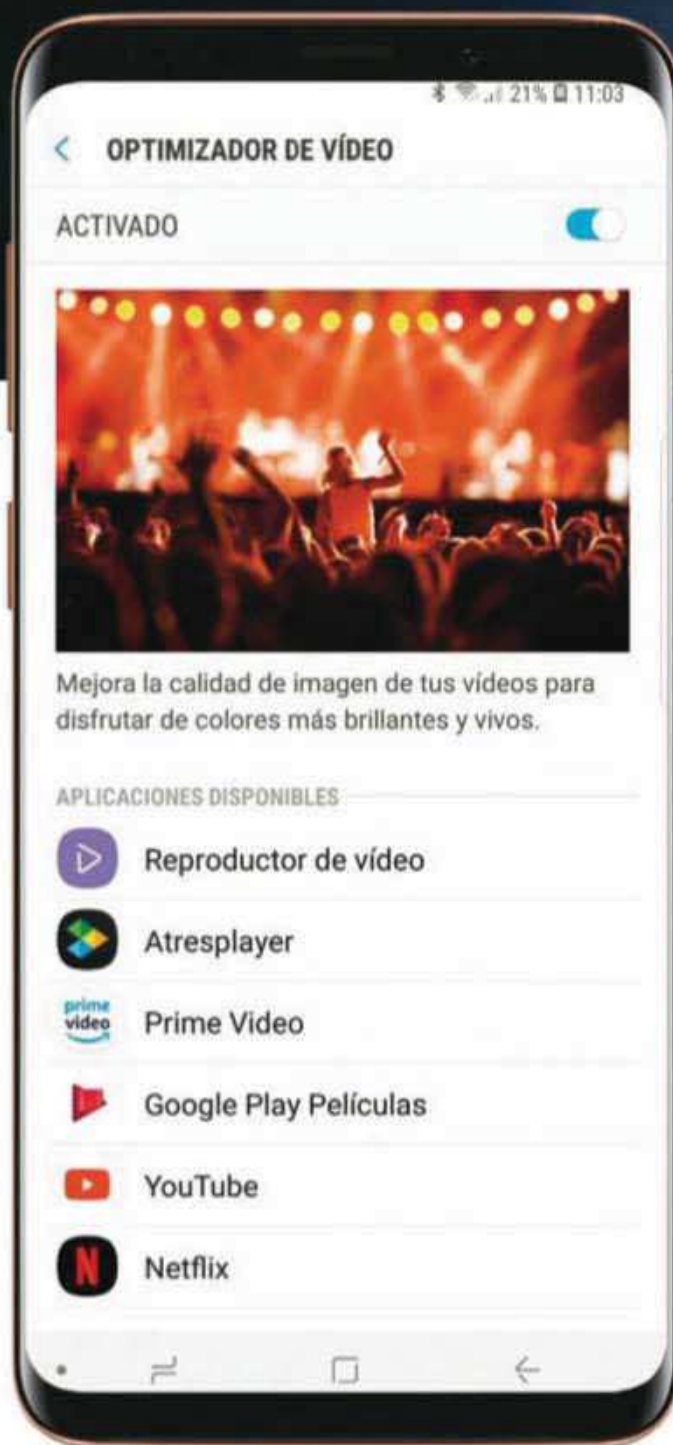 21% 11:03
OPTIMIZADOR DE VÍDEO
ACTIVADO
Mejora la calidad de imagen de tus vídeos para
disfrutar de colores más brillantes y vivos.
APLICACIONES DISPONIBLES
Reproductor de vídeo
Atresplayer
prime
video
Prime Video
Google Play Películas
YouTube
N
Netflix